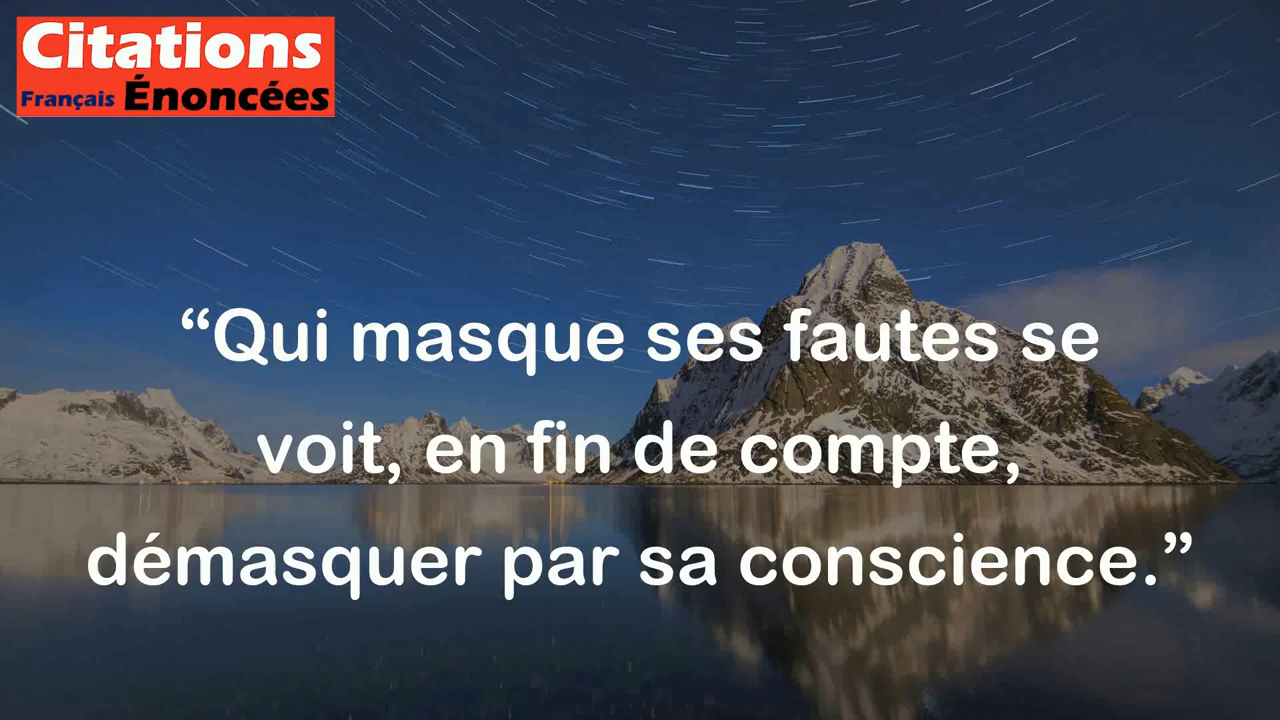 Citations
Français Énoncées
“Qui masque ses fautes se
voit, en fin de compte,
démasquer par sa conscience.”